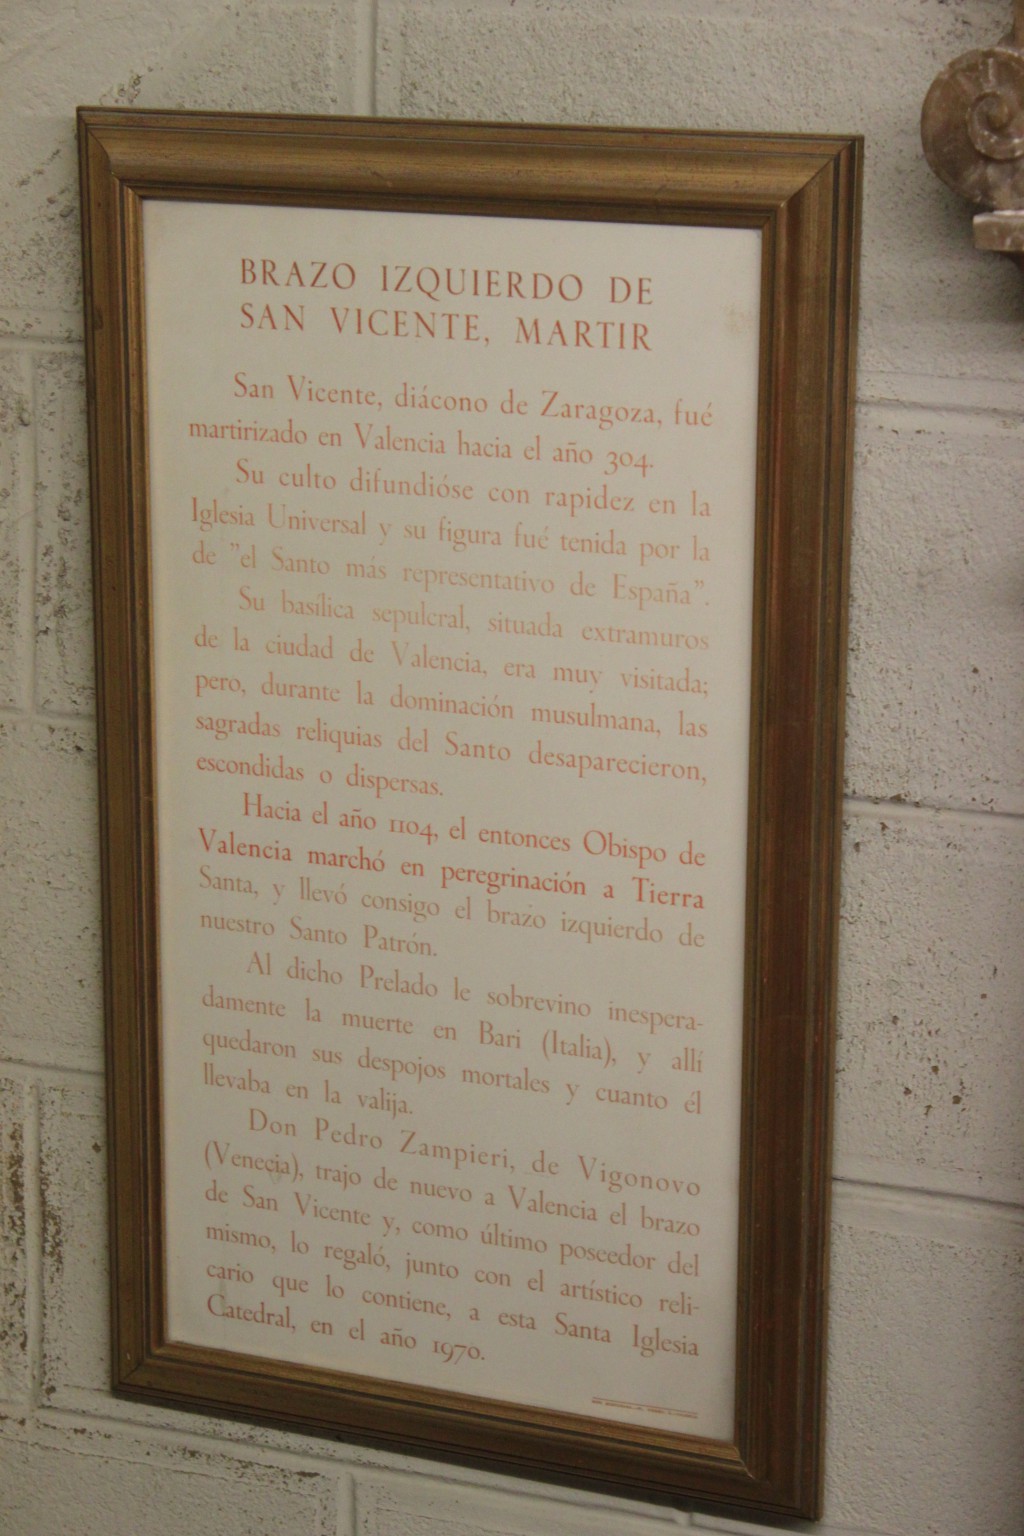 BRAZO IZQUIERDO DE
SAN VICENTE, MARTIR
San Vicente, diácono de Zaragoza, fué
martirizado en Valencia hacia el año 304.
Su culto difundióse con rapidez en la
Iglesia Universal y su figura fué tenida por la
de "el Santo más representativo de España".
Su basílica sepulcral, situada extramuros
de la ciudad de Valencia, era muy visitada;
pero, durante la dominación musulmana, las
sagradas reliquias del Santo desaparecieron,
escondidas o dispersas.
Hacia el año 1104, el entonces Obispo de
Valencia marchó en peregrinación a Tierra
Santa, y llevó consigo el brazo izquierdo de
nuestro Santo Patrón.
Al dicho Prelado le sobrevino inespera-
damente la muerte en Bari (Italia), y allí
quedaron sus despojos mortales y cuanto él
llevaba en la valija.
Don Pedro Zampieri, de Vigonovo
(Venecia), trajo de nuevo a Valencia el brazo
de San Vicente y, como último poseedor del
mismo, lo regaló, junto con el artístico reli-
cario que lo contiene, a esta Santa Iglesia
Catedral, en el año 1970.